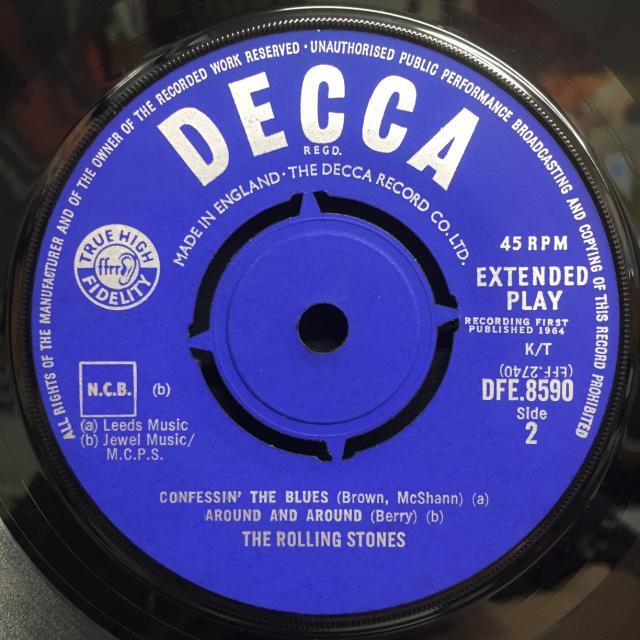 ALL RIGHTS OF THE MANUFACTURER AND OF THE OWNER OF THE RECORDED WORK RESERVED · UNAUTHORISED PUBLIC PERFORMANCE BROADCASTING AND COPYING OF THIS RECORD PROHIBITED
DECCA
REGD.
MADE IN ENGLAND · THE DECCA RECORD CO. LTD.
TRUE HIGH
ffrr
FIDELITY
45 RPM
EXTENDED
PLAY
RECORDING FIRST
PUBLISHED 1964
K/T
(EFF.2740)
DFE.8590
Side
2
N.C.B. (b)
(a) Leeds Music
(b) Jewel Music/
M.C.P.S.
CONFESSIN' THE BLUES (Brown, McShann) (a)
AROUND AND AROUND (Berry) (b)
THE ROLLING STONES